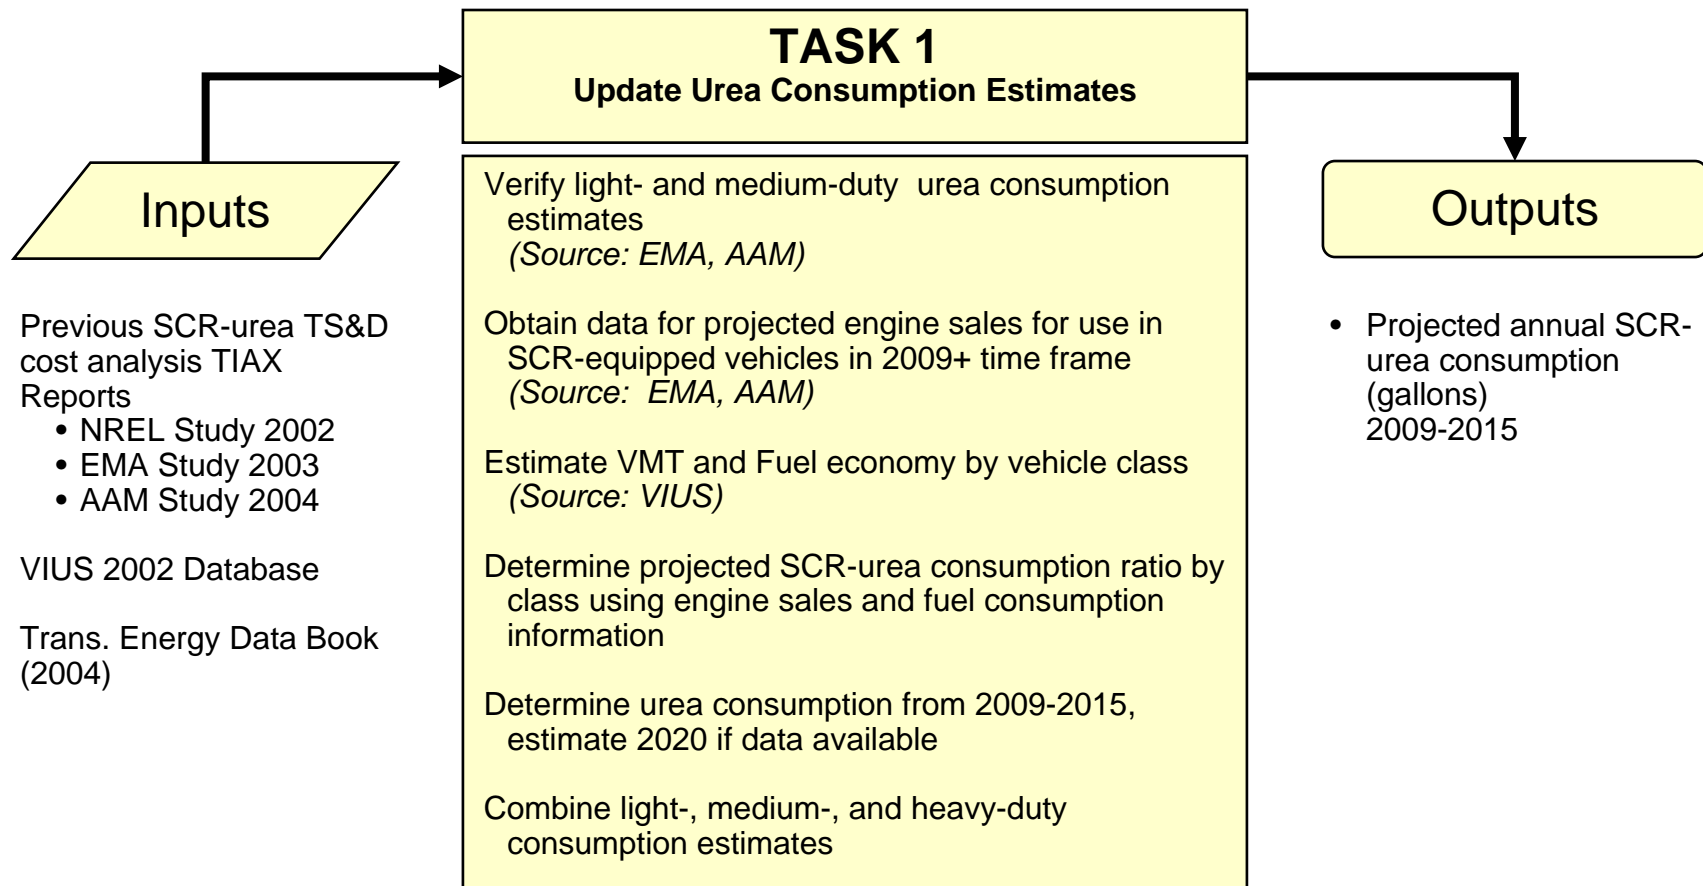 TASK 1
Update Urea Consumption Estimates
Inputs
Previous SCR-urea TS&D
cost analysis TIAX
Reports
• NREL Study 2002
• EMA Study 2003
• AAM Study 2004
VIUS 2002 Database
Trans. Energy Data Book
(2004)
Verify light- and medium-duty  urea consumption
estimates
(Source: EMA, AAM)
Obtain data for projected engine sales for use in
SCR-equipped vehicles in 2009+ time frame
(Source:  EMA, AAM)
Estimate VMT and Fuel economy by vehicle class
(Source: VIUS)
Determine projected SCR-urea consumption ratio by
class using engine sales and fuel consumption
information
Determine urea consumption from 2009-2015,
estimate 2020 if data available
Combine light-, medium-, and heavy-duty
consumption estimates
Outputs
• Projected annual SCR-
urea consumption
(gallons)
2009-2015